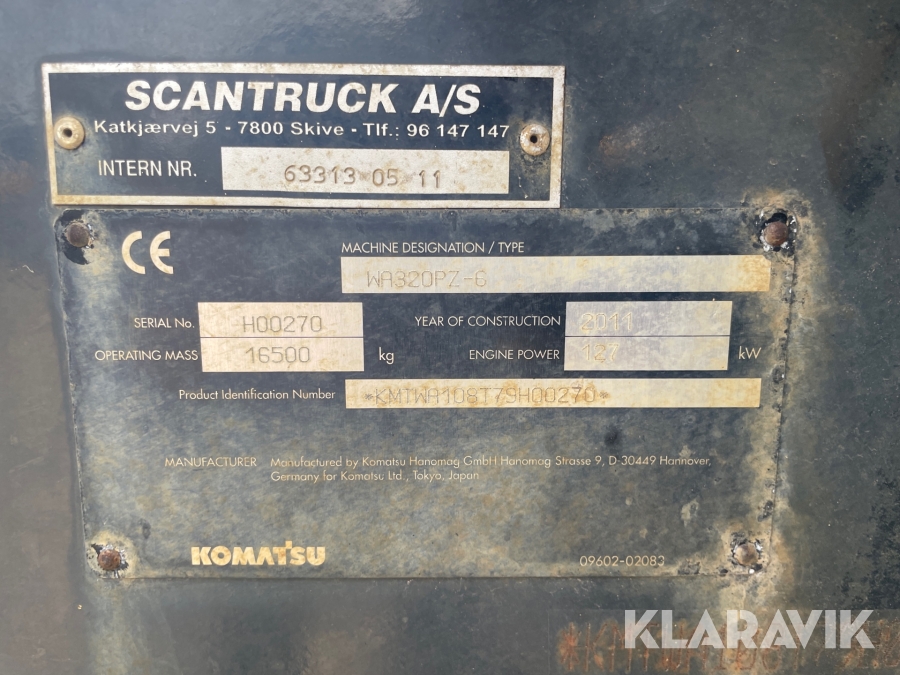 SCANTRUCK A/S
Katkjærvej 5 - 7800 Skive - Tlf.: 96 147 147
INTERN NR. 63313 05 11
CE
MACHINE DESIGNATION / TYPE
WA320PZ-6
SERIAL No. H00270 YEAR OF CONSTRUCTION 2011
OPERATING MASS 16500 kg ENGINE POWER 127 kW
Product Identification Number
MANUFACTURER Manufactured by Komatsu Hanomag GmbH Hanomag Strasse 9, D-30449 Hannover,
Germany for Komatsu Ltd., Tokyo, Japan
KOMATSU 09602-02083
KLARAVIK